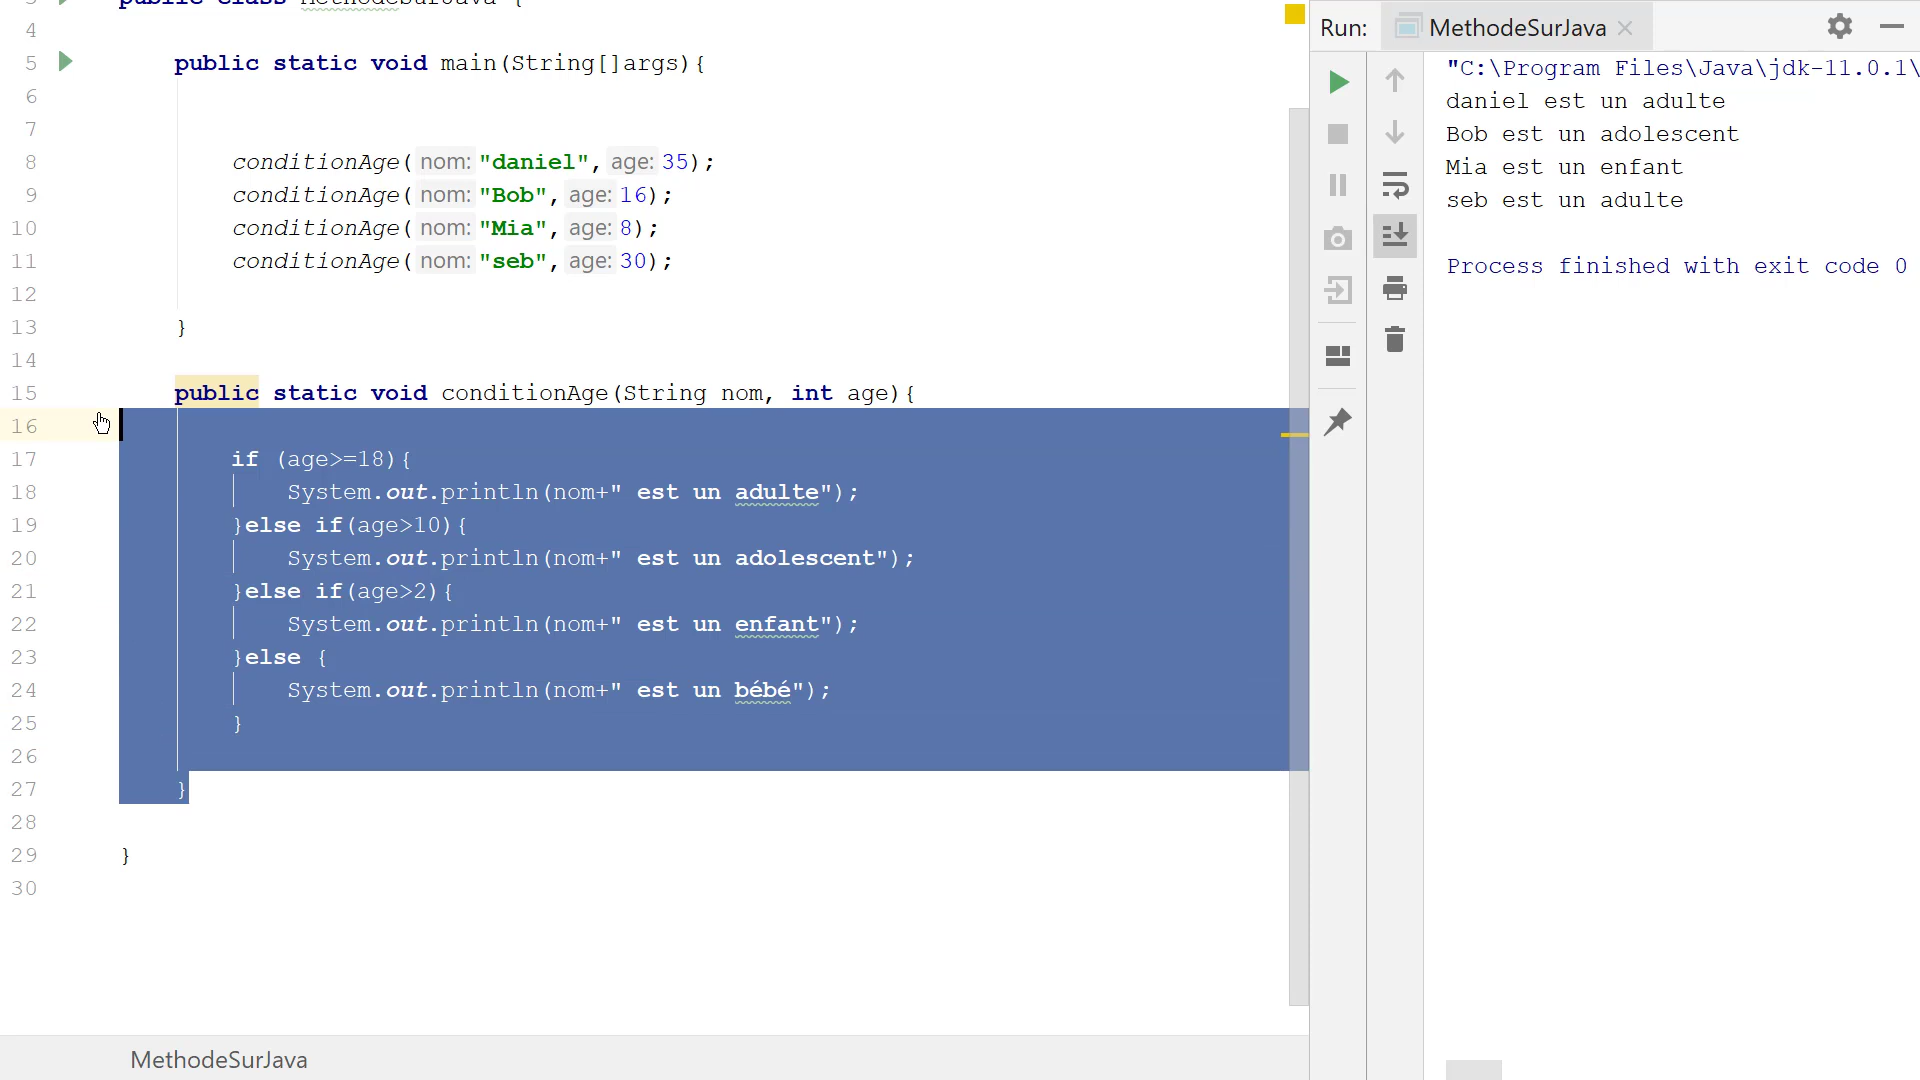 3 public class MethodeSurJava {
4
5 public static void main(String[]args){
6
7
8 conditionAge( nom: "daniel", age: 35);
9 conditionAge( nom: "Bob", age: 16);
10 conditionAge( nom: "Mia", age: 8);
11 conditionAge( nom: "seb", age: 30);
12
13 }
14
15 public static void conditionAge(String nom, int age){
16
17 if (age>=18){
18 System.out.println(nom+" est un adulte");
19 }else if(age>10){
20 System.out.println(nom+" est un adolescent");
21 }else if(age>2){
22 System.out.println(nom+" est un enfant");
23 }else {
24 System.out.println(nom+" est un bébé");
25 }
26
27 }
28
29 }
30
MethodeSurJava
Run: MethodeSurJava
"C:\Program Files\Java\jdk-11.0.1\
daniel est un adulte
Bob est un adolescent
Mia est un enfant
seb est un adulte
Process finished with exit code 0